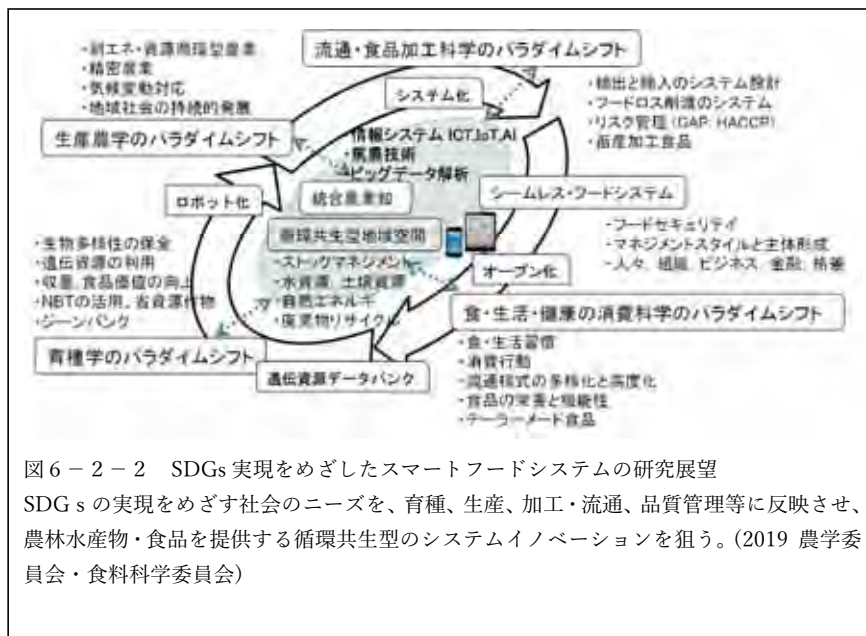 流通・食品加工科学のパラダイムシフト
・省エネ・資源循環型農業
・精密農業
・気候変動対応
・地域社会の持続的発展
システム化
・輸出と輸入のシステム設計
・フードロス削減のシステム
・リスク管理(GAP, HACCP)
・畜産加工食品
生産農学のパラダイムシフト
・情報システム ICT,IoT,AI
・篤農技術
・ビッグデータ解析
ロボット化
統合農業知
シームレス・フードシステム
・フードセキュリティ
・マネジメントスタイルと主体形成
・人々、組織、ビジネス、金融、格差
循環共生型地域空間
・ストックマネジメント
・水資源、土壌資源
・自然エネルギ
・廃棄物リサイクル
オープン化
・生物多様性の保全
・遺伝資源の利用
・収量、食品価値の向上
・NBTの活用、省資源作物
・ジーンバンク
食・生活・健康の消費科学のパラダイムシフト
・食・生活習慣
・消費行動
・流通様式の多様化と高度化
・食品の栄養と機能性
・テーラーメード食品
育種学のパラダイムシフト
遺伝資源データバンク
図6-2-2 SDGs 実現をめざしたスマートフードシステムの研究展望
SDGｓの実現をめざす社会のニーズを、育種、生産、加工・流通、品質管理等に反映させ、
農林水産物・食品を提供する循環共生型のシステムイノベーションを狙う。(2019 農学委
員会・食料科学委員会)